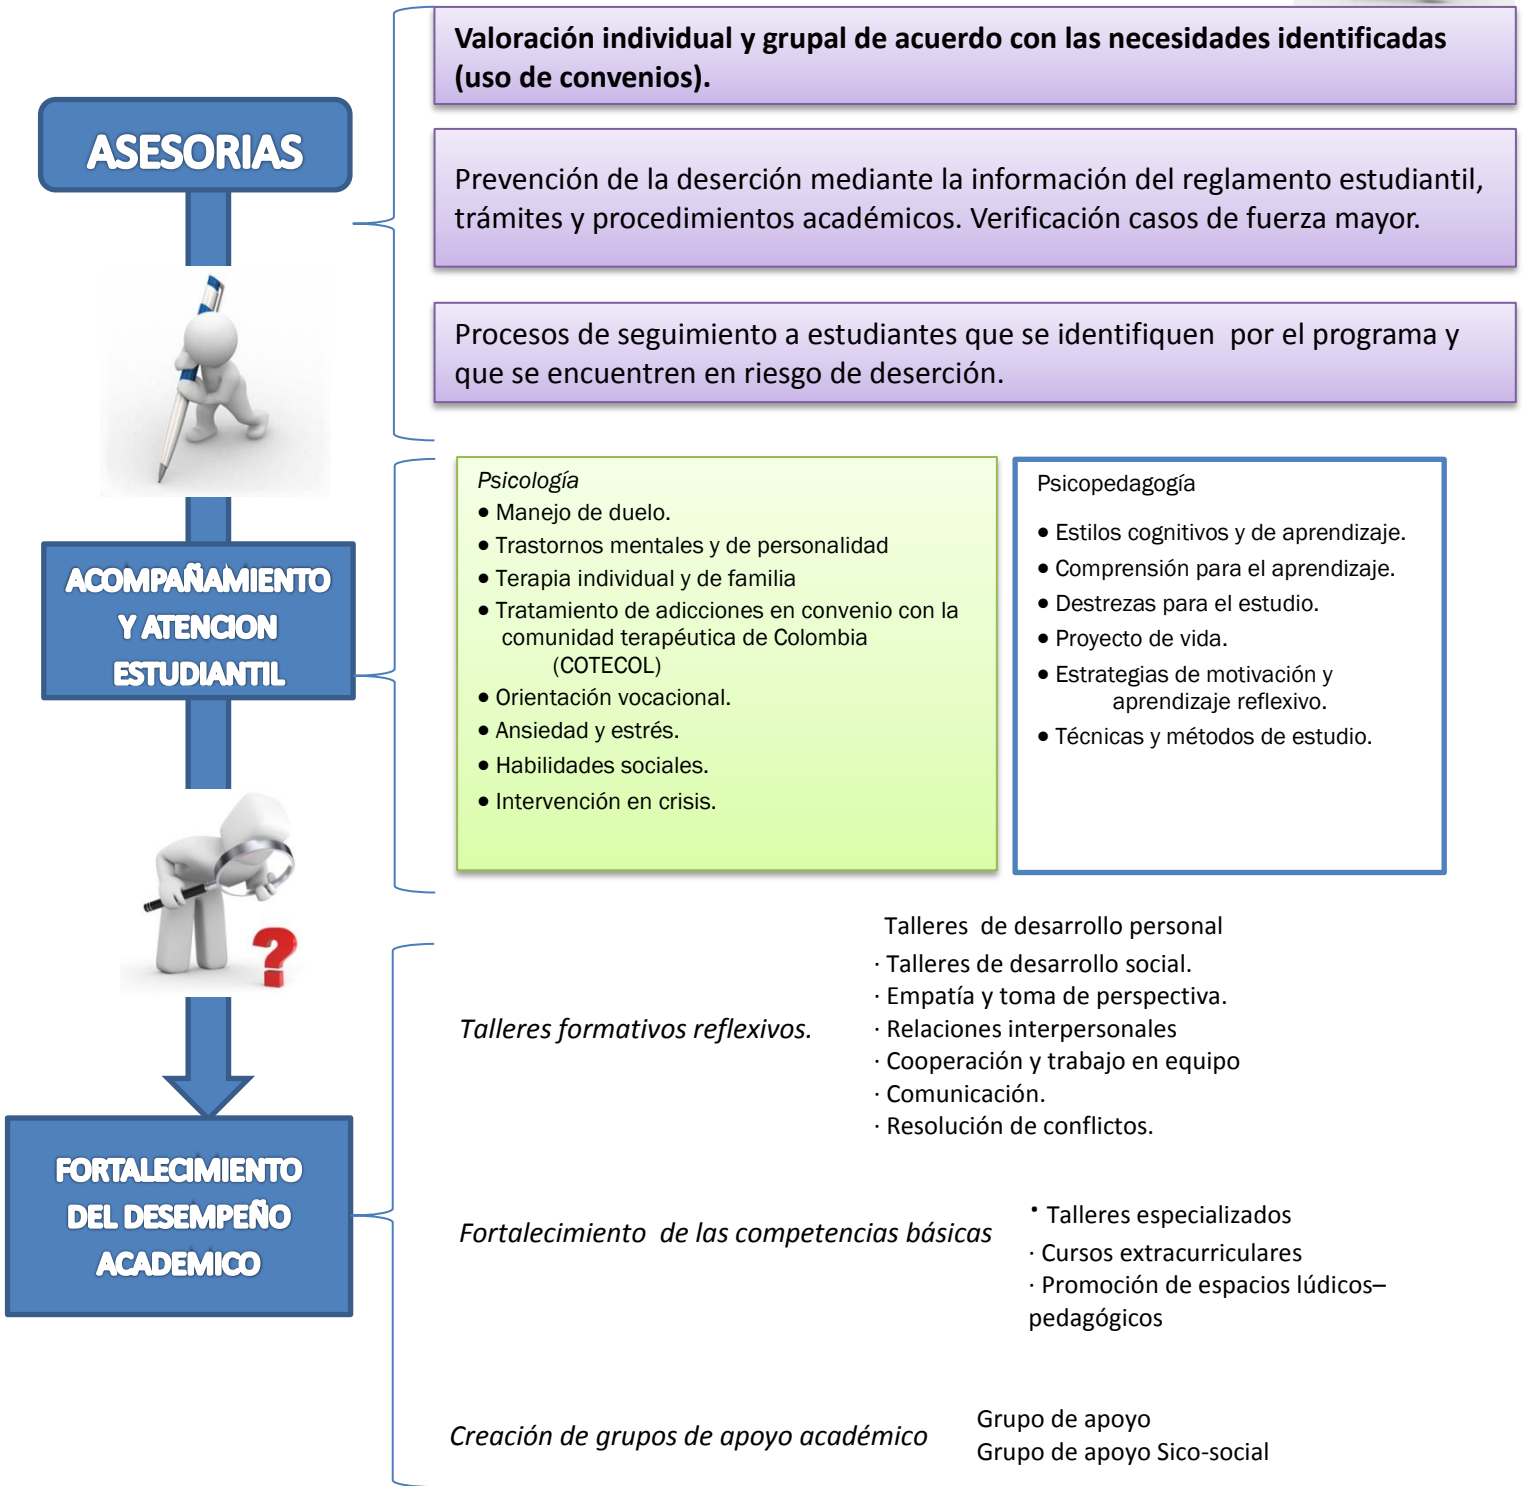 Valoración individual y grupal de acuerdo con las necesidades identificadas
(uso de convenios).
ASESORIAS
Prevención de la deserción mediante la información del reglamento estudiantil,
trámites y procedimientos académicos. Verificación casos de fuerza mayor.
Procesos de seguimiento a estudiantes que se identifiquen por el programa y
que se encuentren en riesgo de deserción.
ACOMPAÑAMIENTO
Y ATENCION
ESTUDIANTIL
Psicología
• Manejo de duelo.
• Trastornos mentales y de personalidad
• Terapia individual y de familia
• Tratamiento de adicciones en convenio con la
comunidad terapéutica de Colombia
(COTECOL)
• Orientación vocacional.
• Ansiedad y estrés.
• Habilidades sociales.
• Intervención en crisis.
Psicopedagogía
• Estilos cognitivos y de aprendizaje.
• Comprensión para el aprendizaje.
• Destrezas para el estudio.
• Proyecto de vida.
• Estrategias de motivación y
aprendizaje reflexivo.
• Técnicas y métodos de estudio.
?
FORTALECIMIENTO
DEL DESEMPEÑO
ACADEMICO
Talleres formativos reflexivos.
Talleres de desarrollo personal
· Talleres de desarrollo social.
· Empatía y toma de perspectiva.
· Relaciones interpersonales
· Cooperación y trabajo en equipo
· Comunicación.
· Resolución de conflictos.
Fortalecimiento de las competencias básicas
· Talleres especializados
· Cursos extracurriculares
· Promoción de espacios lúdicos–
pedagógicos
Creación de grupos de apoyo académico
Grupo de apoyo
Grupo de apoyo Sico-social